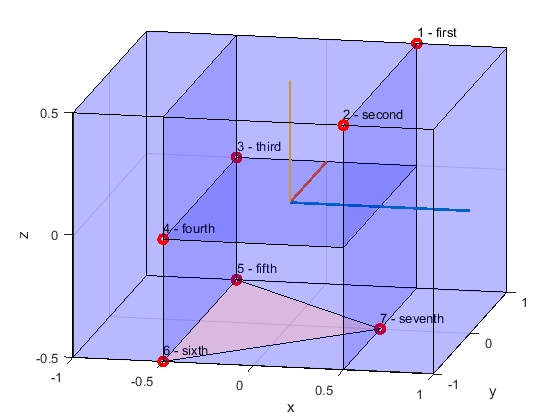 1 - first
2 - second
0.5
3 - third
z
0
4 - fourth
5 - fifth
7 - seventh
6 - sixth
-0.5
-1
-0.5
0
0.5
1
x
-1
0
1
y